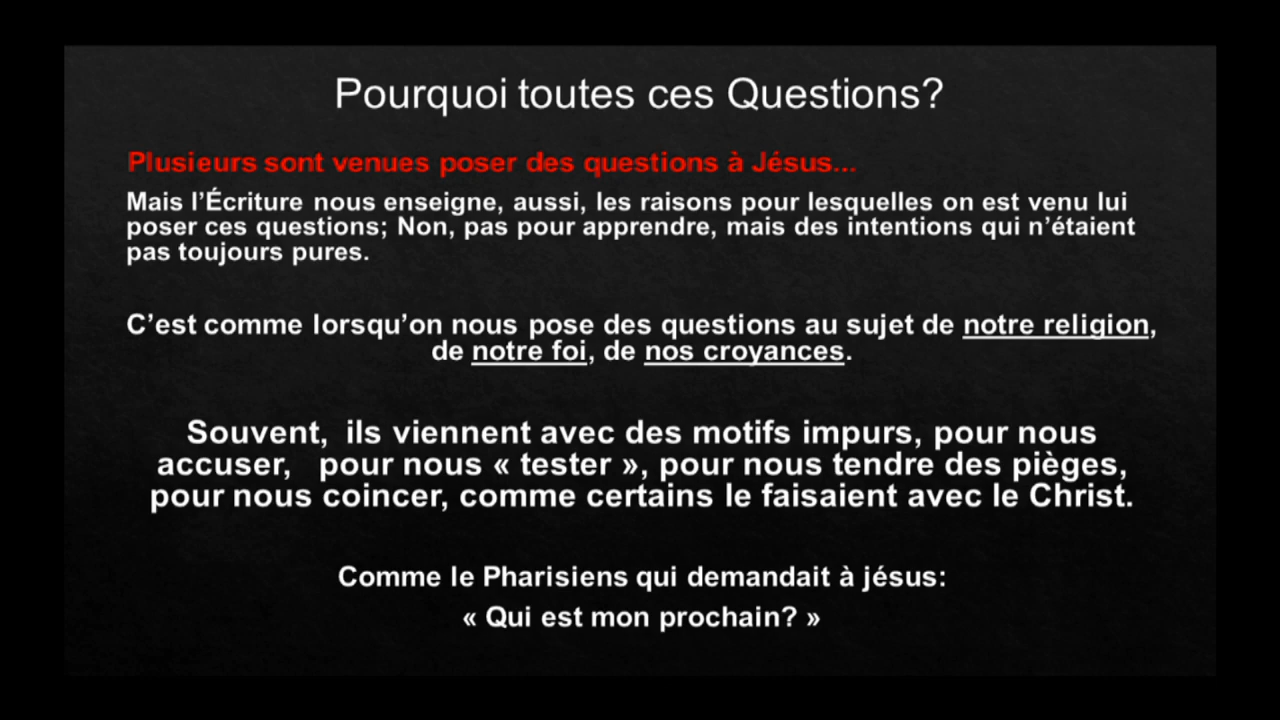 Pourquoi toutes ces Questions?
Plusieurs sont venues poser des questions à Jésus...
Mais l’Écriture nous enseigne, aussi, les raisons pour lesquelles on est venu lui
poser ces questions; Non, pas pour apprendre, mais des intentions qui n’étaient
pas toujours pures.
C’est comme lorsqu’on nous pose des questions au sujet de notre religion,
de notre foi, de nos croyances.
Souvent, ils viennent avec des motifs impurs, pour nous
accuser, pour nous « tester », pour nous tendre des pièges,
pour nous coincer, comme certains le faisaient avec le Christ.
Comme le Pharisiens qui demandait à jésus:
« Qui est mon prochain? »